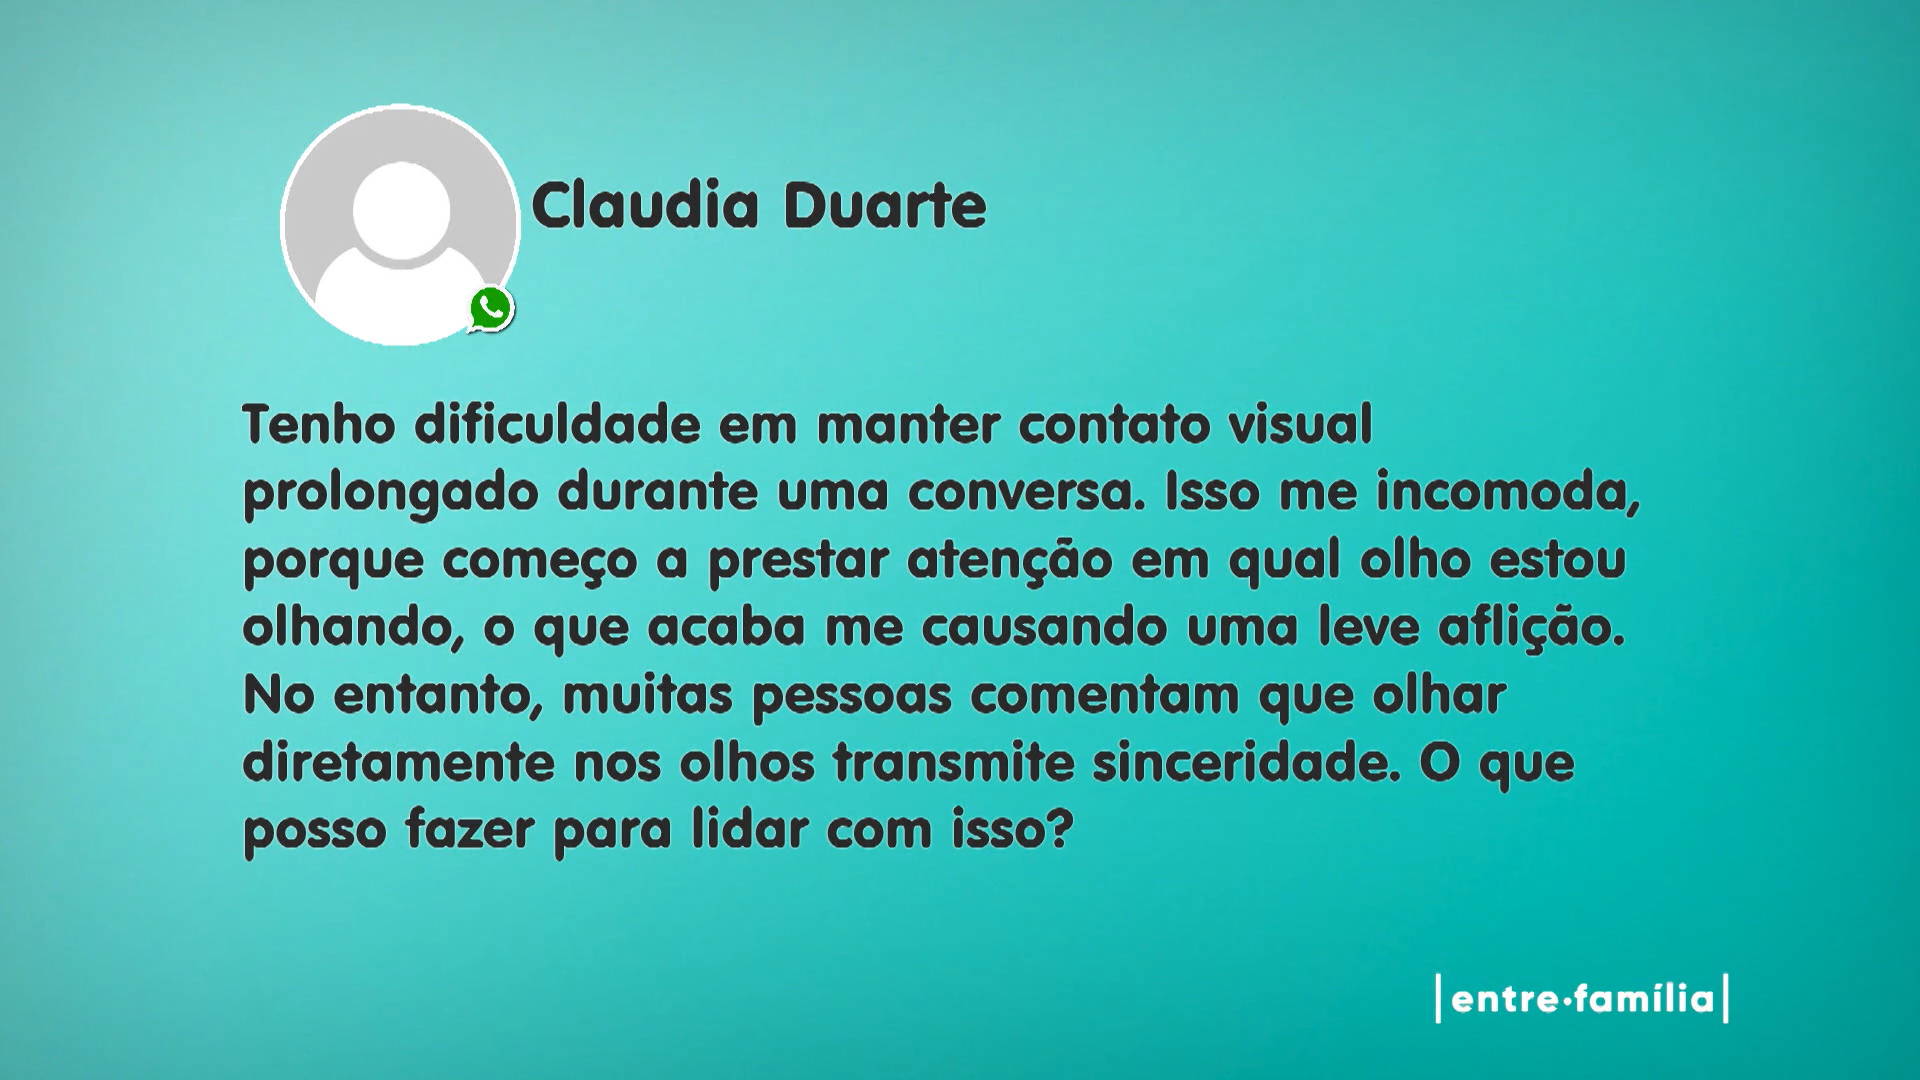 Claudia Duarte
Tenho dificuldade em manter contato visual
prolongado durante uma conversa. Isso me incomoda,
porque começo a prestar atenção em qual olho estou
olhando, o que acaba me causando uma leve aflição.
No entanto, muitas pessoas comentam que olhar
diretamente nos olhos transmite sinceridade. O que
posso fazer para lidar com isso?
|entre•família|